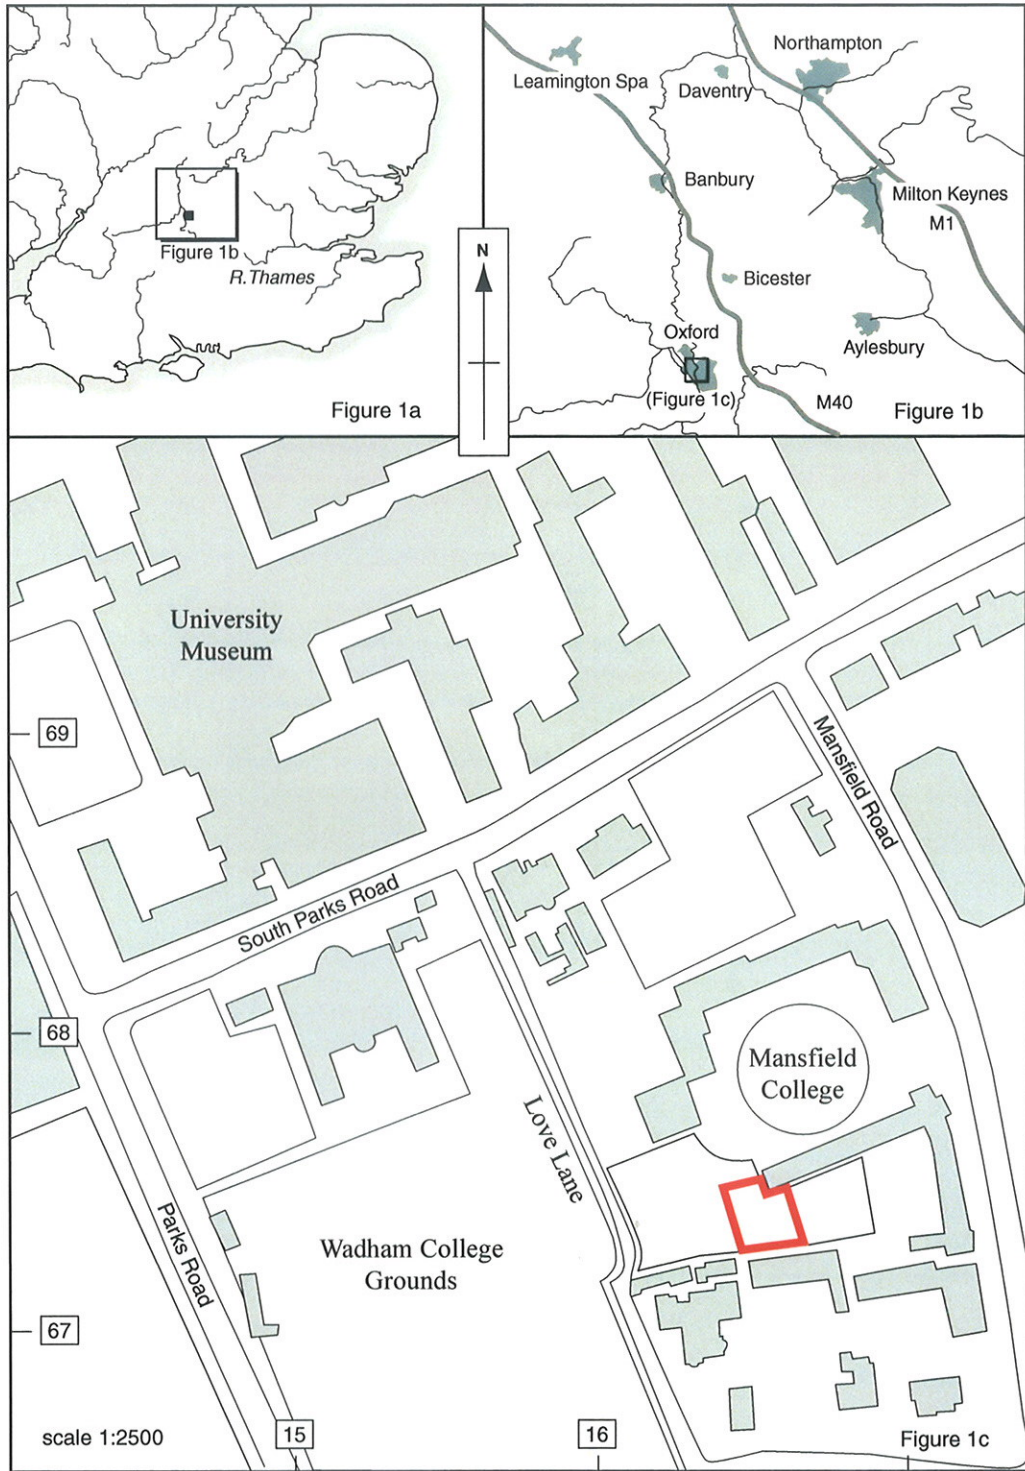 Figure 1b
R.Thames
Figure 1a
N
Leamington Spa
Daventry
Northampton
Banbury
Milton Keynes
M1
Bicester
Oxford
(Figure 1c)
Aylesbury
M40
Figure 1b
University
Museum
69
Mansfield Road
South Parks Road
68
Mansfield
College
Love Lane
Parks Road
Wadham College
Grounds
67
scale 1:2500
15
16
Figure 1c